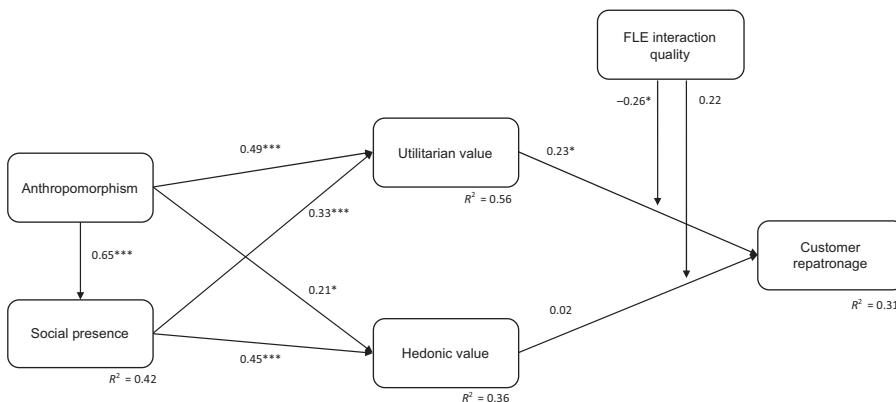 FLE interaction
quality
−0.26*
0.22
0.49***
Utilitarian value
0.23*
Anthropomorphism
R² = 0.56
0.33***
0.65***
Customer
repatronage
0.21*
R² = 0.31
Social presence
0.02
0.45***
Hedonic value
R² = 0.42
R² = 0.36